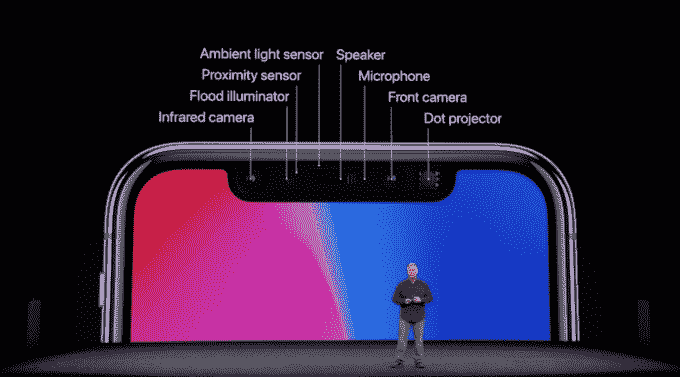 Ambient light sensor Speaker
Proximity sensor Microphone
Flood illuminator Front camera
Infrared camera Dot projector